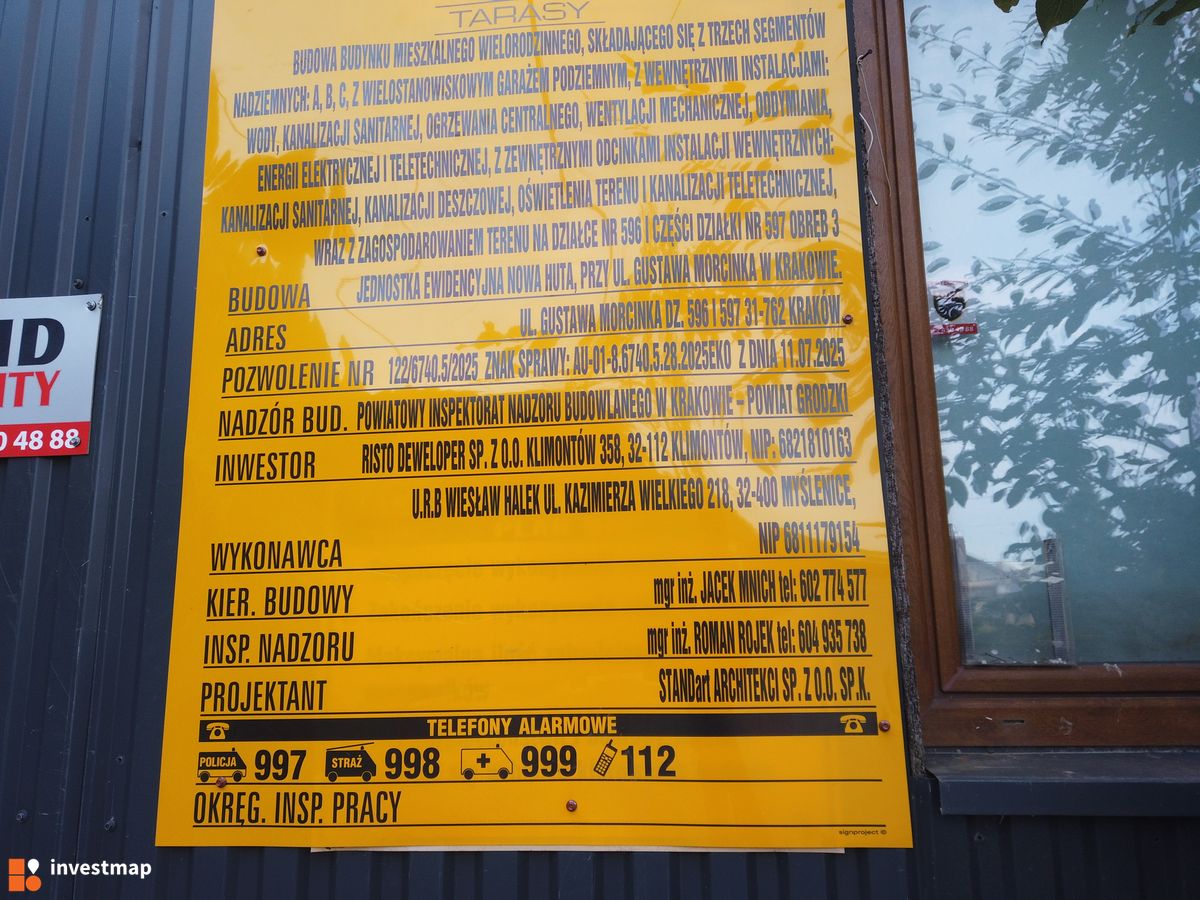 TARASY
BUDOWA BUDYNKU MIESZKALNEGO WIELORODZINNEGO, SKŁADAJĄCEGO SIĘ Z TRZECH SEGMENTÓW
NADZIEMNYCH: A, B, C, Z WIELOSTANOWISKOWYM GARAŻEM PODZIEMNYM, Z WEWNĘTRZNYMI INSTALACJAMI:
WODY, KANALIZACJI SANITARNEJ, OGRZEWANIA CENTRALNEGO, WENTYLACJI MECHANICZNEJ, ODDYMIANIA,
ENERGII ELEKTRYCZNEJ I TELETECHNICZNEJ, Z ZEWNĘTRZNYMI ODCINKAMI INSTALACJI WEWNĘTRZNYCH:
KANALIZACJI SANITARNEJ, KANALIZACJI DESZCZOWEJ, OŚWIETLENIA TERENU I KANALIZACJI TELETECHNICZNEJ,
WRAZ Z ZAGOSPODAROWANIEM TERENU NA DZIAŁCE NR 596 I CZĘŚCI DZIAŁKI NR 597 OBRĘB 3
BUDOWA JEDNOSTKA EWIDENCYJNA NOWA HUTA, PRZY UL. GUSTAWA MORCINKA W KRAKOWIE.
ADRES UL. GUSTAWA MORCINKA DZ. 596 I 597 31-762 KRAKÓW
POZWOLENIE NR 122/6740.5/2025 ZNAK SPRAWY: AU-01-8.6740.5.28.2025EKO Z DNIA 11.07.2025
NADZÓR BUD. POWIATOWY INSPEKTORAT NADZORU BUDOWLANEGO W KRAKOWIE - POWIAT GRODZKI
INWESTOR RISTO DEWELOPER SP. Z O.O. KLIMONTÓW 358, 32-112 KLIMONTÓW, NIP: 6821810163
U.R.B WIESŁAW HALEK UL. KAZIMIERZA WIELKIEGO 218, 32-400 MYŚLENICE,
WYKONAWCA NIP 6811179154
KIER. BUDOWY mgr inż. JACEK MNICH tel: 602 774 577
INSP. NADZORU mgr inż. ROMAN ROJEK tel: 604 935 738
PROJEKTANT STANDart ARCHITEKCI SP. Z O.O. SP.K.
TELEFONY ALARMOWE
POLICJA 997 STRAŻ 998 999 112
OKRĘG. INSP. PRACY
signproject ©
ID
ITY
0 48 88
investmap